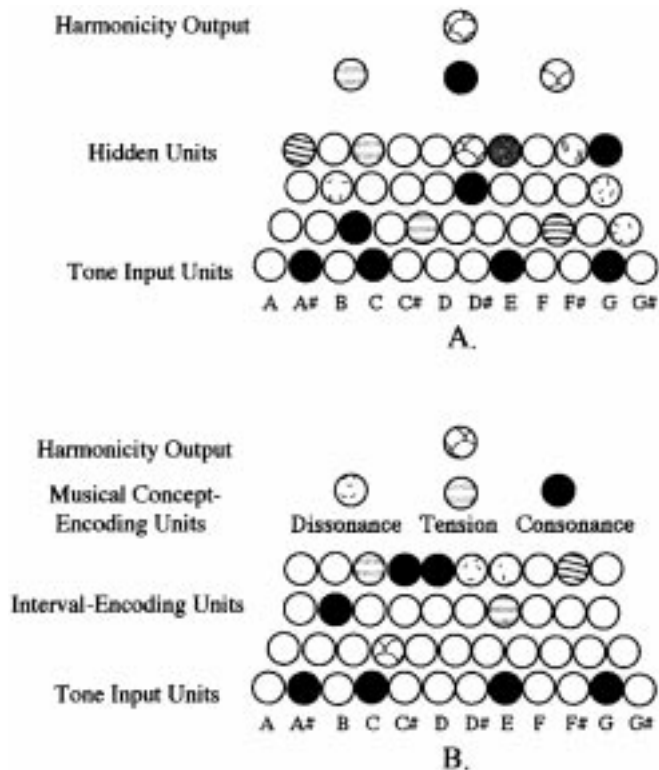 Harmonicity Output
Hidden Units
Tone Input Units
A A# B C C# D D# E F F# G G#
A.
Harmonicity Output
Musical Concept-
Encoding Units
Dissonance Tension Consonance
Interval-Encoding Units
Tone Input Units
A A# B C C# D D# E F F# G G#
B.